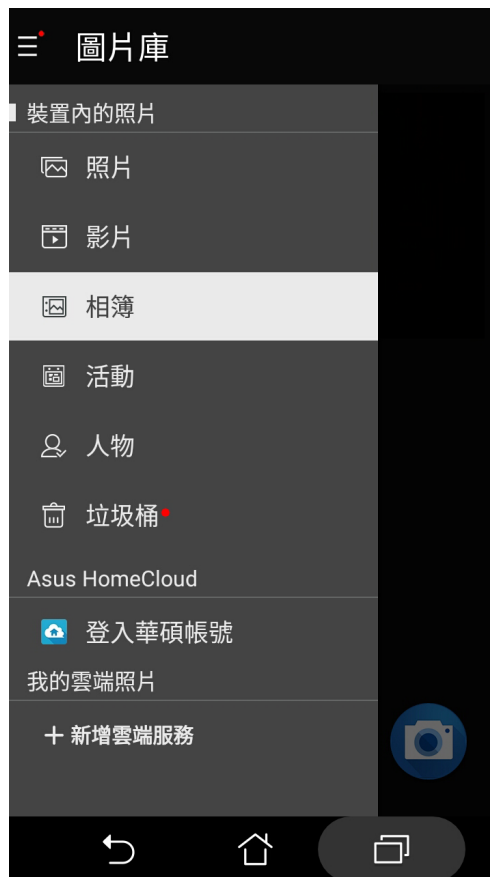 圖片庫
裝置內的照片
照片
影片
相簿
活動
人物
垃圾桶
Asus HomeCloud
登入華碩帳號
我的雲端照片
新增雲端服務